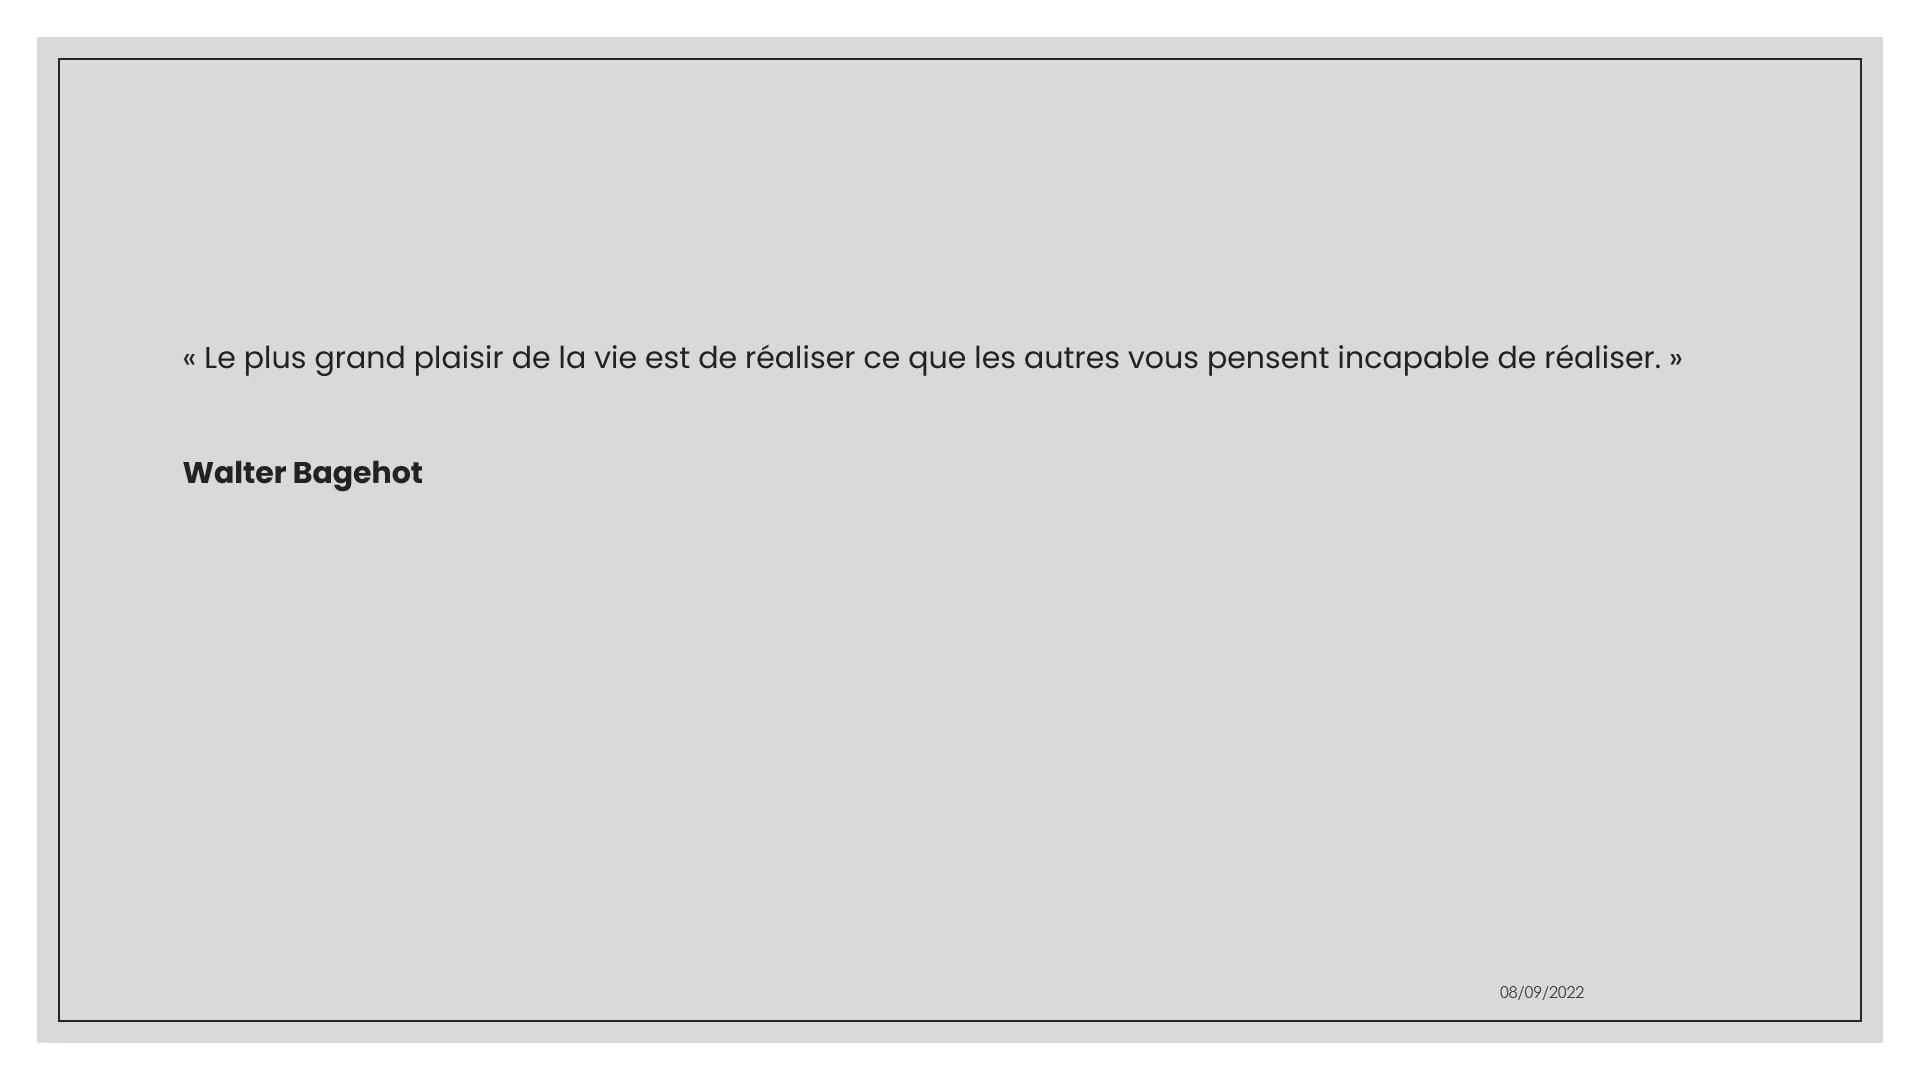 « Le plus grand plaisir de la vie est de réaliser ce que les autres vous pensent incapable de réaliser. »
Walter Bagehot
08/09/2022